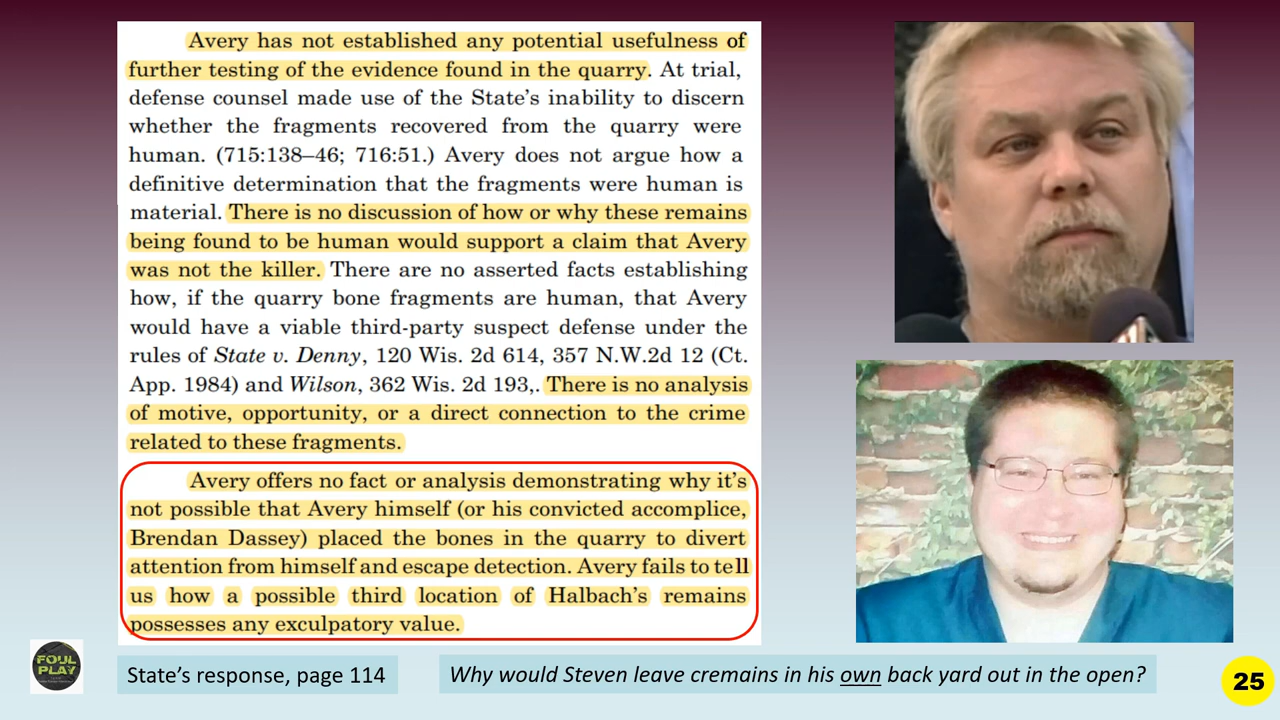 Avery has not established any potential usefulness of
further testing of the evidence found in the quarry. At trial,
defense counsel made use of the State's inability to discern
whether the fragments recovered from the quarry were
human. (715:138–46; 716:51.) Avery does not argue how a
definitive determination that the fragments were human is
material. There is no discussion of how or why these remains
being found to be human would support a claim that Avery
was not the killer. There are no asserted facts establishing
how, if the quarry bone fragments are human, that Avery
would have a viable third-party suspect defense under the
rules of State v. Denny, 120 Wis. 2d 614, 357 N.W.2d 12 (Ct.
App. 1984) and Wilson, 362 Wis. 2d 193,. There is no analysis
of motive, opportunity, or a direct connection to the crime
related to these fragments.
Avery offers no fact or analysis demonstrating why it's
not possible that Avery himself (or his convicted accomplice,
Brendan Dassey) placed the bones in the quarry to divert
attention from himself and escape detection. Avery fails to tell
us how a possible third location of Halbach's remains
possesses any exculpatory value.
FOUL
PLAY
State's response, page 114
Why would Steven leave cremains in his own back yard out in the open?
25